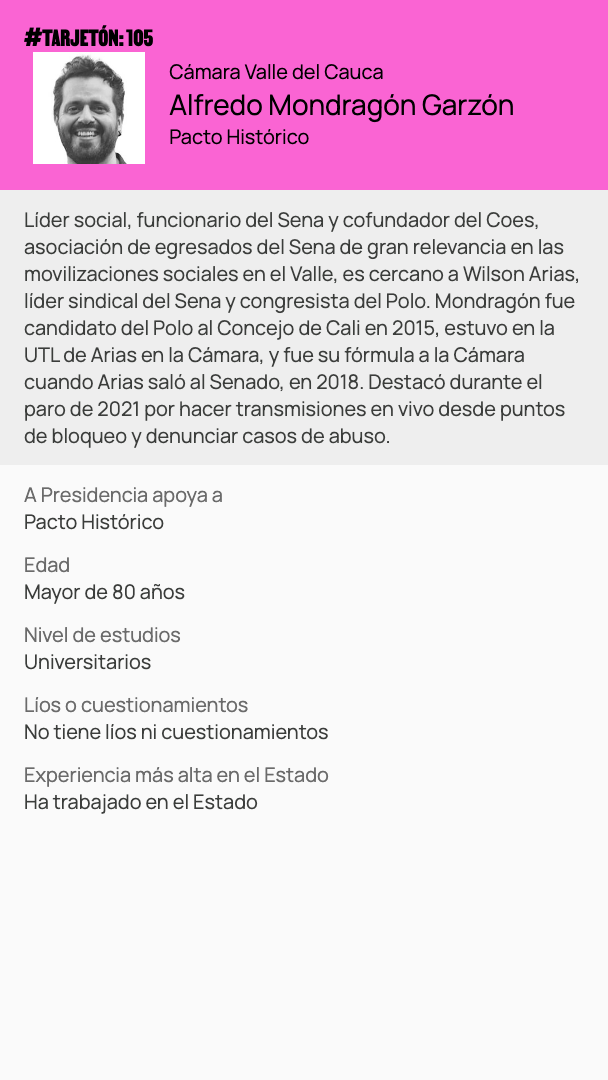 #TARJETÓN: 105
Cámara Valle del Cauca
Alfredo Mondragón Garzón
Pacto Histórico
Líder social, funcionario del Sena y cofundador del Coes,
asociación de egresados del Sena de gran relevancia en las
movilizaciones sociales en el Valle, es cercano a Wilson Arias,
líder sindical del Sena y congresista del Polo. Mondragón fue
candidato del Polo al Concejo de Cali en 2015, estuvo en la
UTL de Arias en la Cámara, y fue su fórmula a la Cámara
cuando Arias saló al Senado, en 2018. Destacó durante el
paro de 2021 por hacer transmisiones en vivo desde puntos
de bloqueo y denunciar casos de abuso.
A Presidencia apoya a
Pacto Histórico
Edad
Mayor de 80 años
Nivel de estudios
Universitarios
Líos o cuestionamientos
No tiene líos ni cuestionamientos
Experiencia más alta en el Estado
Ha trabajado en el Estado